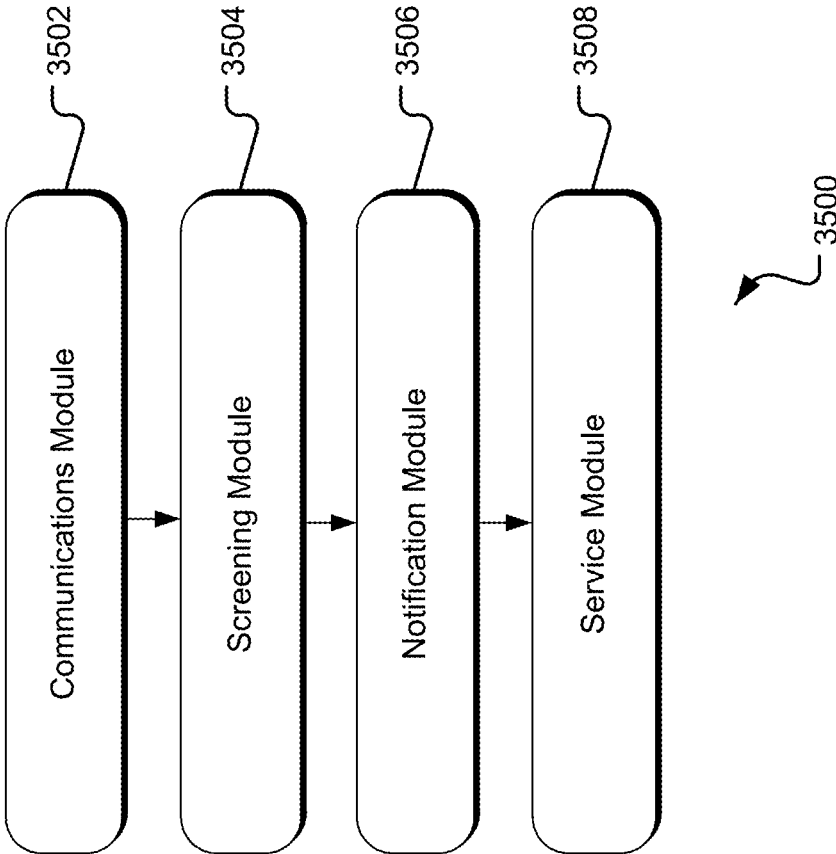 Communications Module
3502
Screening Module
3504
Notification Module
3506
Service Module
3508
3500